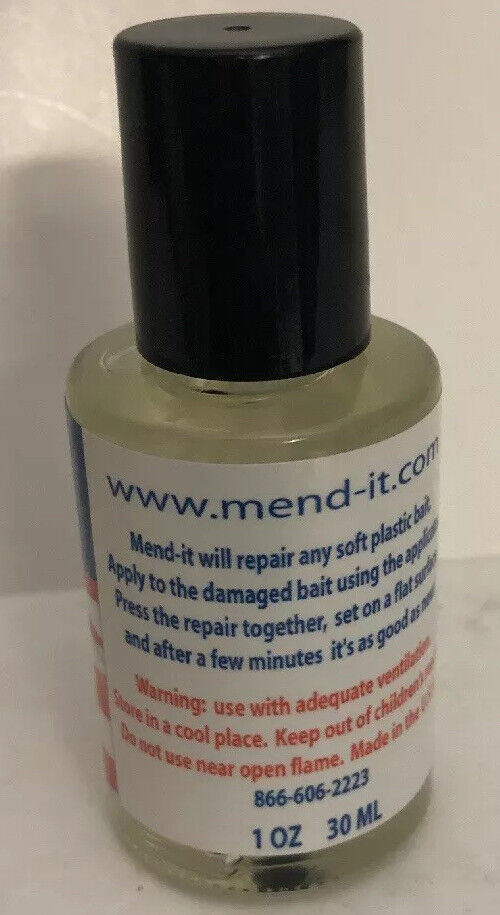 www.mend-it.com
Mend-it will repair any soft plastic bait.
Apply to the damaged bait using the
Press the repair together, set on a flat
and after a few minutes it's as good as
Warning: use with adequate ventilation.
Store in a cool place. Keep out of children's
Do not use near open flame. Made in the
866-606-2223
1 OZ 30 ML